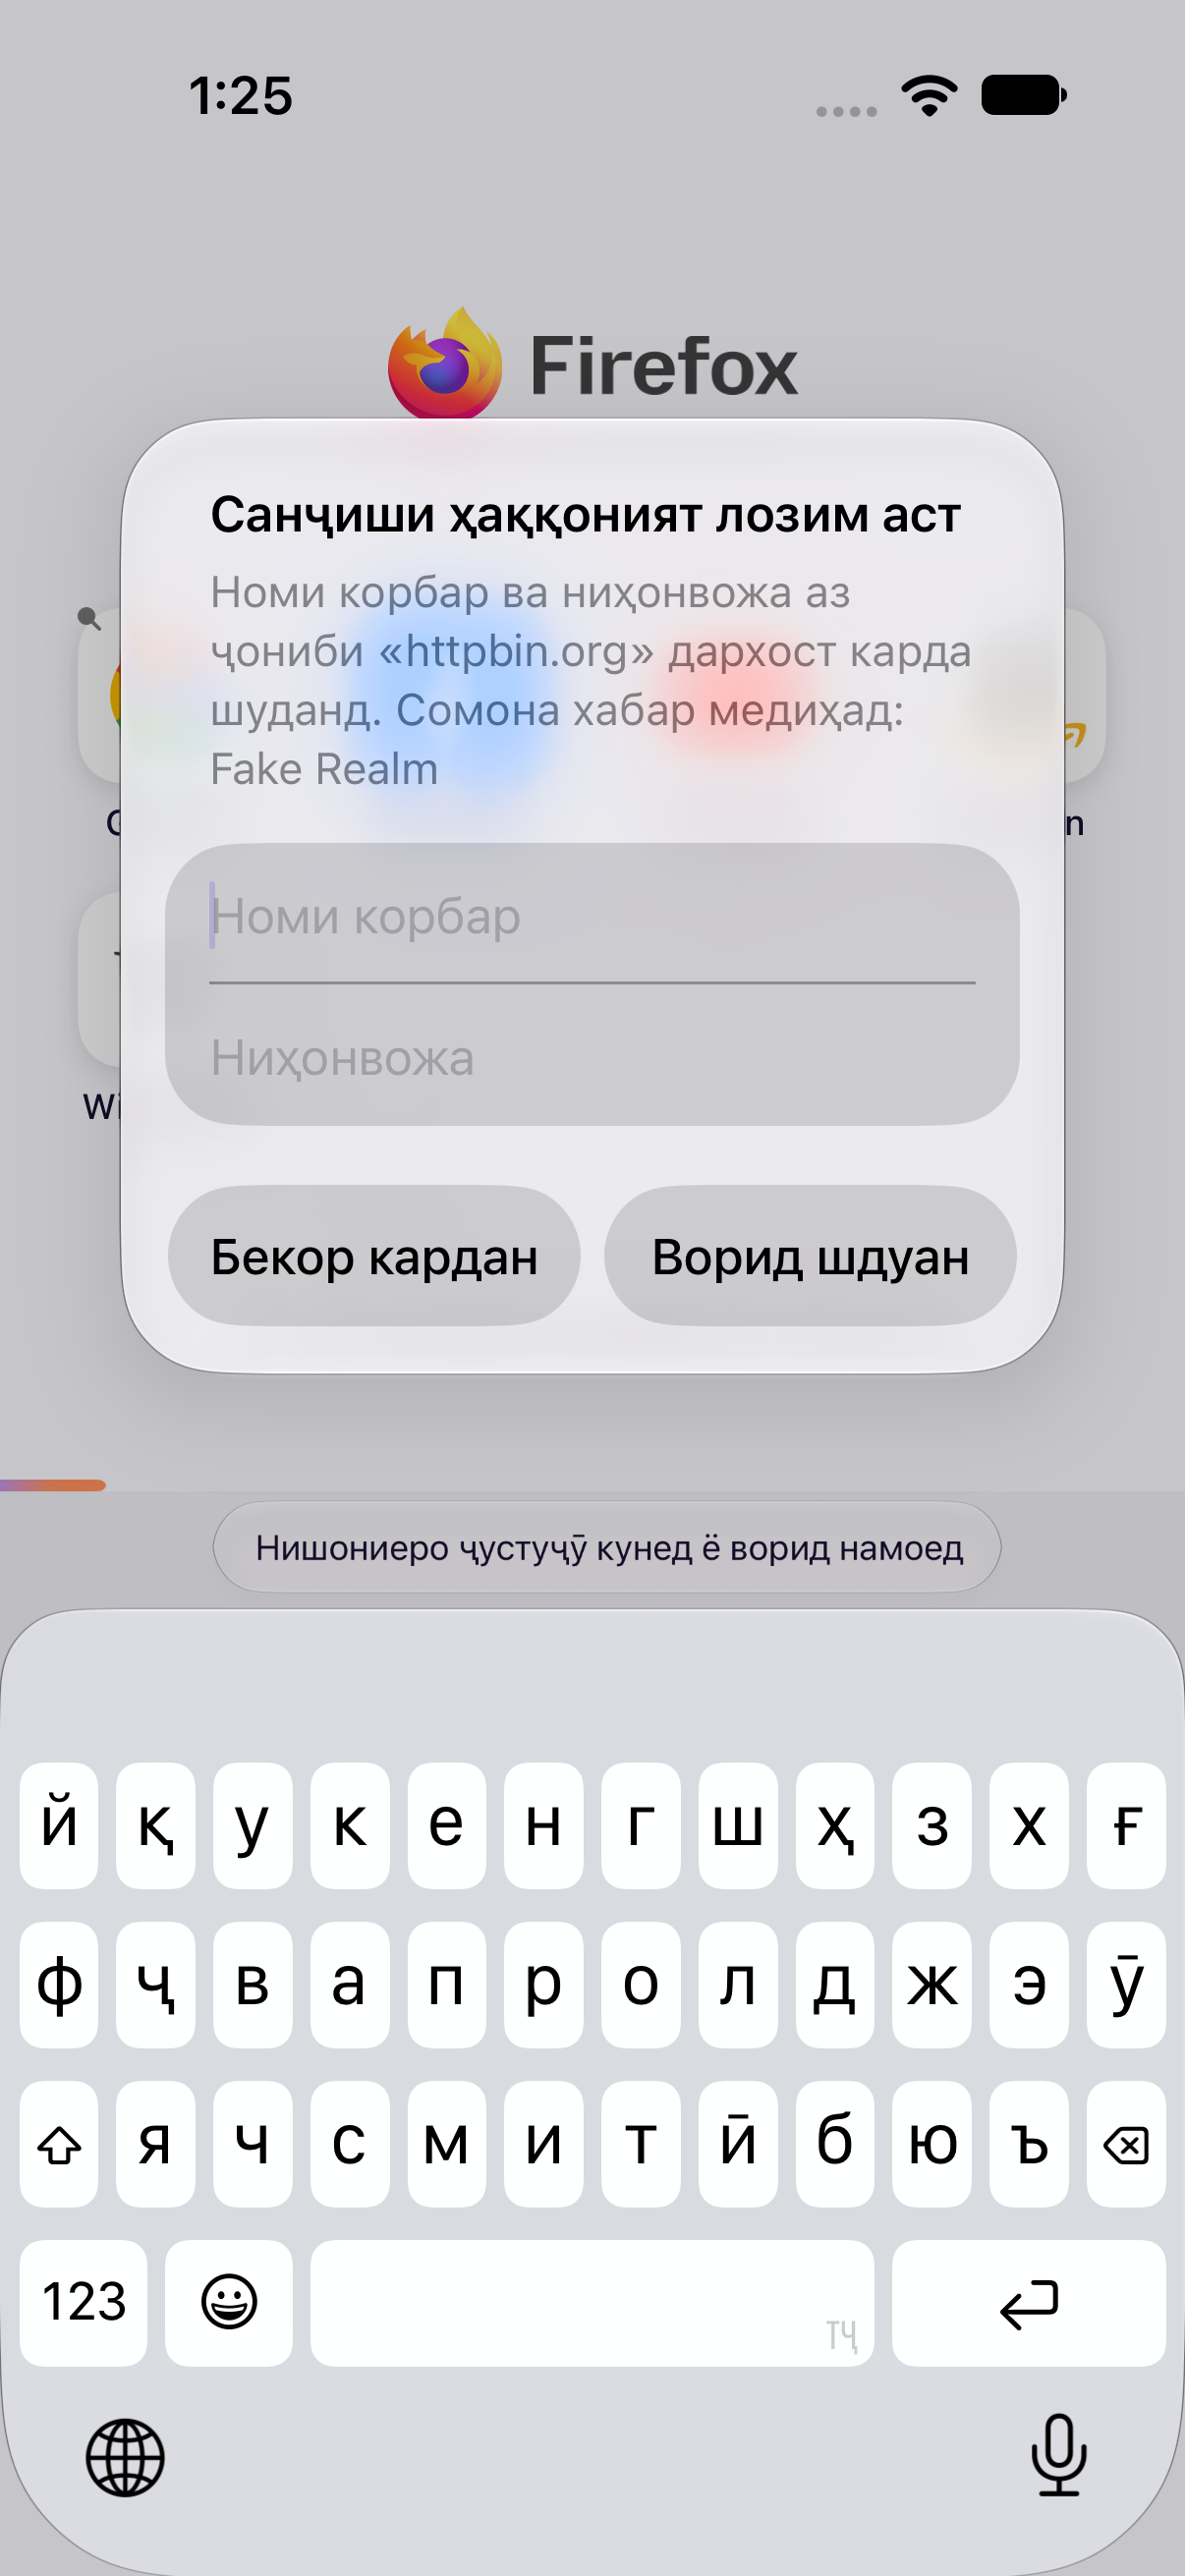 1:25
Firefox
Санҷиши ҳаққоният лозим аст
Номи корбар ва ниҳонвожа аз
ҷониби «httpbin.org» дархост карда
шуданд. Сомона хабар медиҳад:
Fake Realm
Номи корбар
Ниҳонвожа
Бекор кардан
Ворид шдуан
Нишониеро ҷустуҷӯ кунед ё ворид намоед
й қ у к е н г ш ҳ з х ғ
ф ҷ в а п р о л д ж э ӯ
я ч с м и т ӣ б ю ъ
123
тҷ